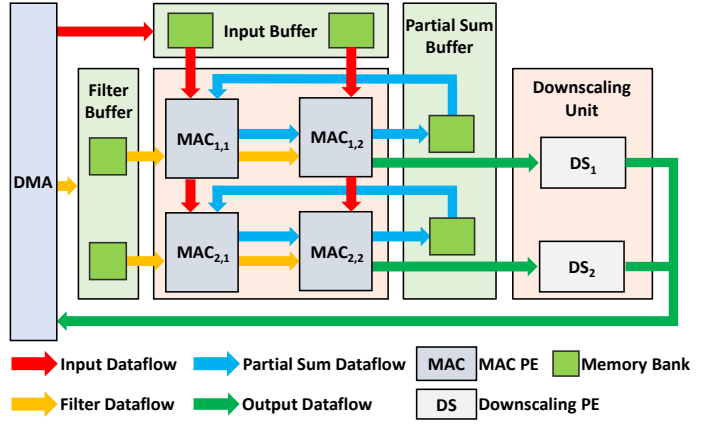 Input Buffer
Partial Sum
Buffer
Filter
Buffer
Downscaling
Unit
MAC1,1
MAC1,2
DS1
DMA
MAC2,1
MAC2,2
DS2
Input Dataflow
Partial Sum Dataflow
MAC
MAC PE
Memory Bank
Filter Dataflow
Output Dataflow
DS
Downscaling PE